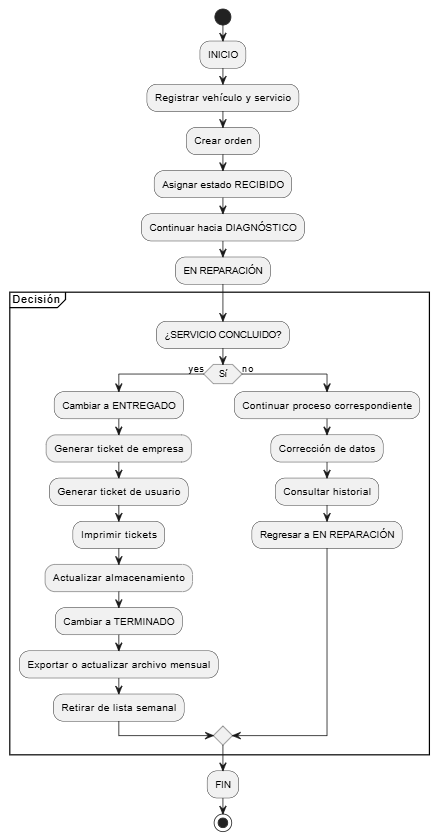 INICIO
Registrar vehículo y servicio
Crear orden
Asignar estado RECIBIDO
Continuar hacia DIAGNÓSTICO
EN REPARACIÓN
Decisión
¿SERVICIO CONCLUIDO?
yes
Sí
no
Cambiar a ENTREGADO
Generar ticket de empresa
Generar ticket de usuario
Imprimir tickets
Actualizar almacenamiento
Cambiar a TERMINADO
Exportar o actualizar archivo mensual
Retirar de lista semanal
Continuar proceso correspondiente
Corrección de datos
Consultar historial
Regresar a EN REPARACIÓN
FIN